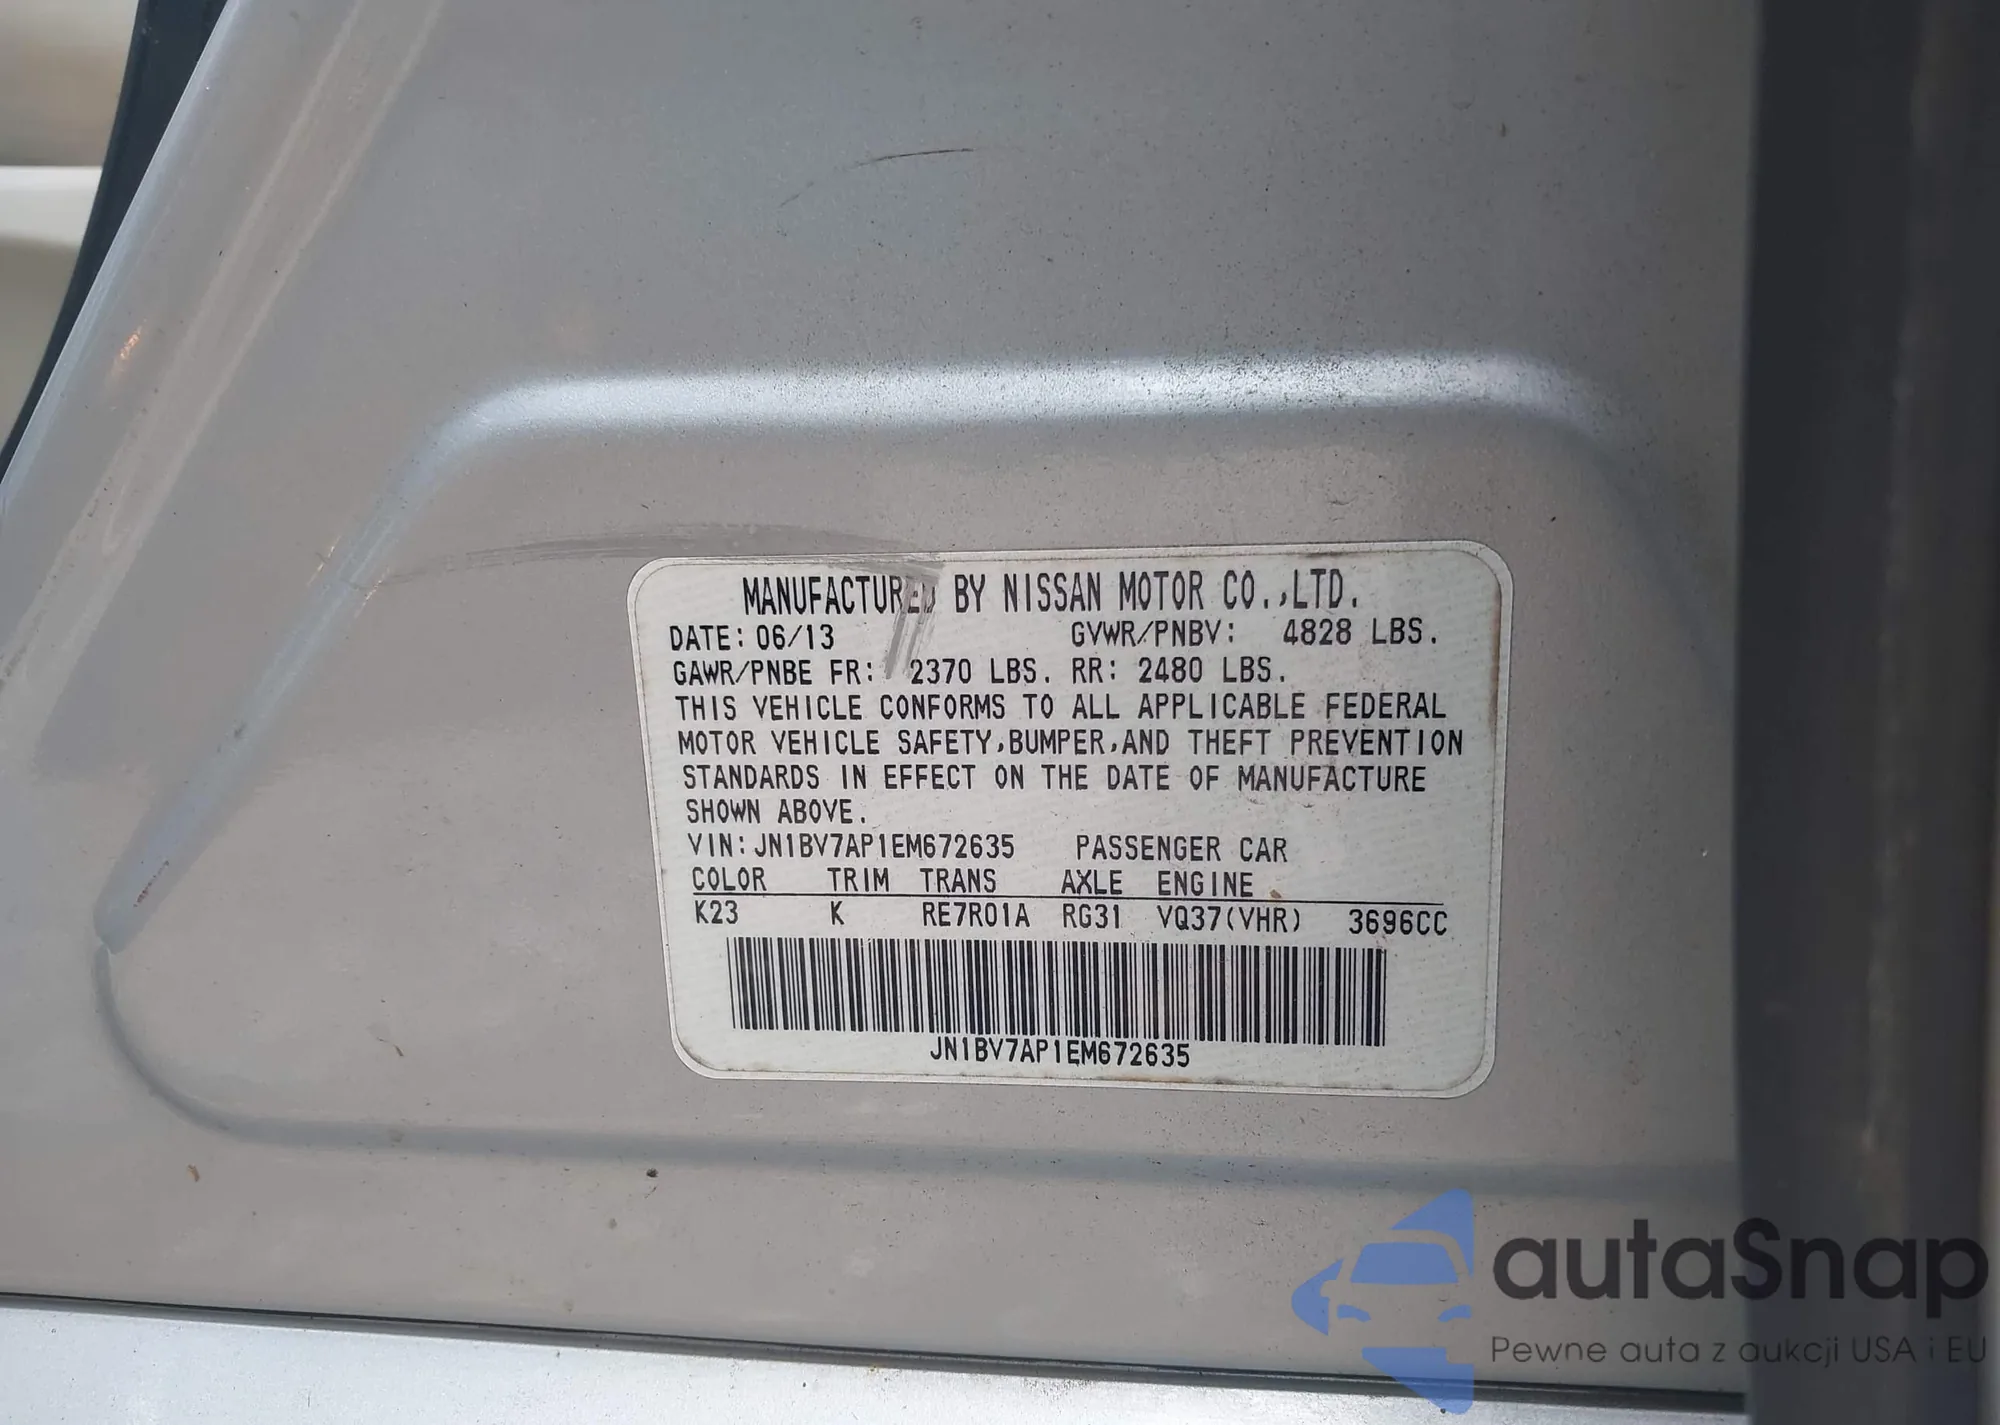 MANUFACTURED BY NISSAN MOTOR CO.,LTD.
DATE: 06/13 GVWR/PNBV: 4828 LBS.
GAWR/PNBE FR: 2370 LBS. RR: 2480 LBS.
THIS VEHICLE CONFORMS TO ALL APPLICABLE FEDERAL
MOTOR VEHICLE SAFETY,BUMPER,AND THEFT PREVENTION
STANDARDS IN EFFECT ON THE DATE OF MANUFACTURE
SHOWN ABOVE.
VIN: JN1BV7AP1EM672635 PASSENGER CAR
COLOR TRIM TRANS AXLE ENGINE
K23 K RE7R01A RG31 VQ37(VHR) 3696CC
JN1BV7AP1EM672635
autaSnap
Pewne auta z aukcji USA i EU